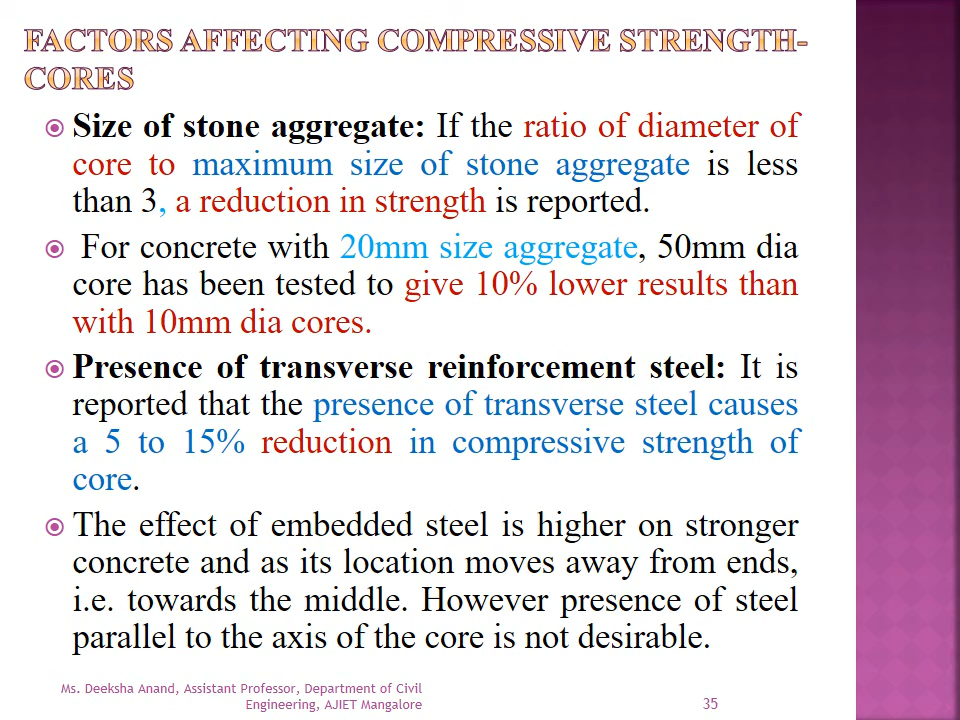 FACTORS AFFECTING COMPRESSIVE STRENGTH-
CORES
Size of stone aggregate: If the ratio of diameter of
core to maximum size of stone aggregate is less
than 3, a reduction in strength is reported.
For concrete with 20mm size aggregate, 50mm dia
core has been tested to give 10% lower results than
with 10mm dia cores.
Presence of transverse reinforcement steel: It is
reported that the presence of transverse steel causes
a 5 to 15% reduction in compressive strength of
core.
The effect of embedded steel is higher on stronger
concrete and as its location moves away from ends,
i.e. towards the middle. However presence of steel
parallel to the axis of the core is not desirable.
Ms. Deeksha Anand, Assistant Professor, Department of Civil
Engineering, AJIET Mangalore
35